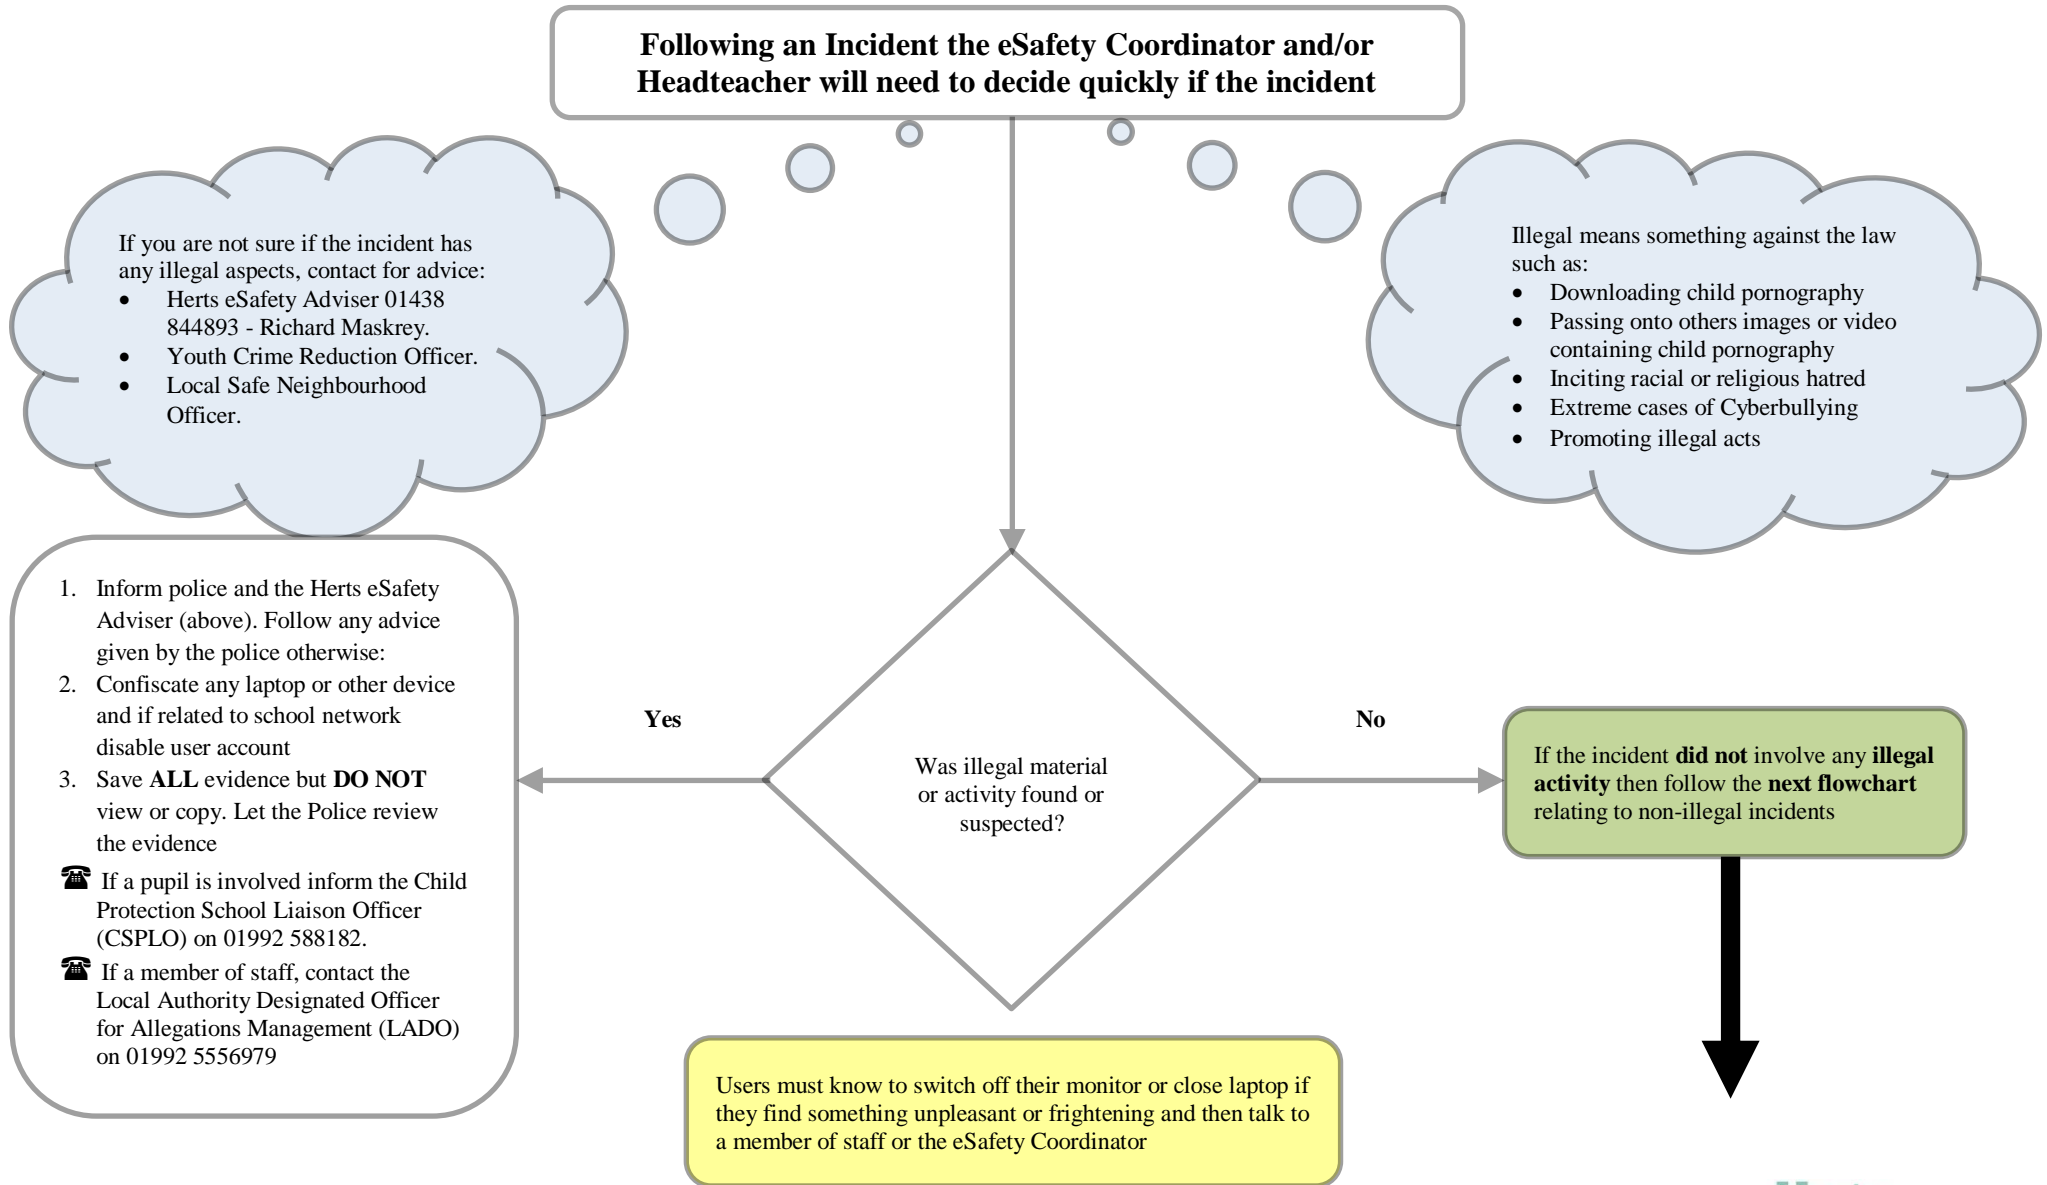 Following an Incident the eSafety Coordinator and/or
Headteacher will need to decide quickly if the incident
If you are not sure if the incident has
any illegal aspects, contact for advice:
• Herts eSafety Adviser 01438
844893 - Richard Maskrey.
• Youth Crime Reduction Officer.
• Local Safe Neighbourhood
Officer.
Illegal means something against the law
such as:
• Downloading child pornography
• Passing onto others images or video
containing child pornography
• Inciting racial or religious hatred
• Extreme cases of Cyberbullying
• Promoting illegal acts
1. Inform police and the Herts eSafety
Adviser (above). Follow any advice
given by the police otherwise:
2. Confiscate any laptop or other device
and if related to school network
disable user account
3. Save ALL evidence but DO NOT
view or copy. Let the Police review
the evidence
☎ If a pupil is involved inform the Child
Protection School Liaison Officer
(CSPLO) on 01992 588182.
☎ If a member of staff, contact the
Local Authority Designated Officer
for Allegations Management (LADO)
on 01992 5556979
Yes
Was illegal material
or activity found or
suspected?
No
If the incident did not involve any illegal
activity then follow the next flowchart
relating to non-illegal incidents
Users must know to switch off their monitor or close laptop if
they find something unpleasant or frightening and then talk to
a member of staff or the eSafety Coordinator